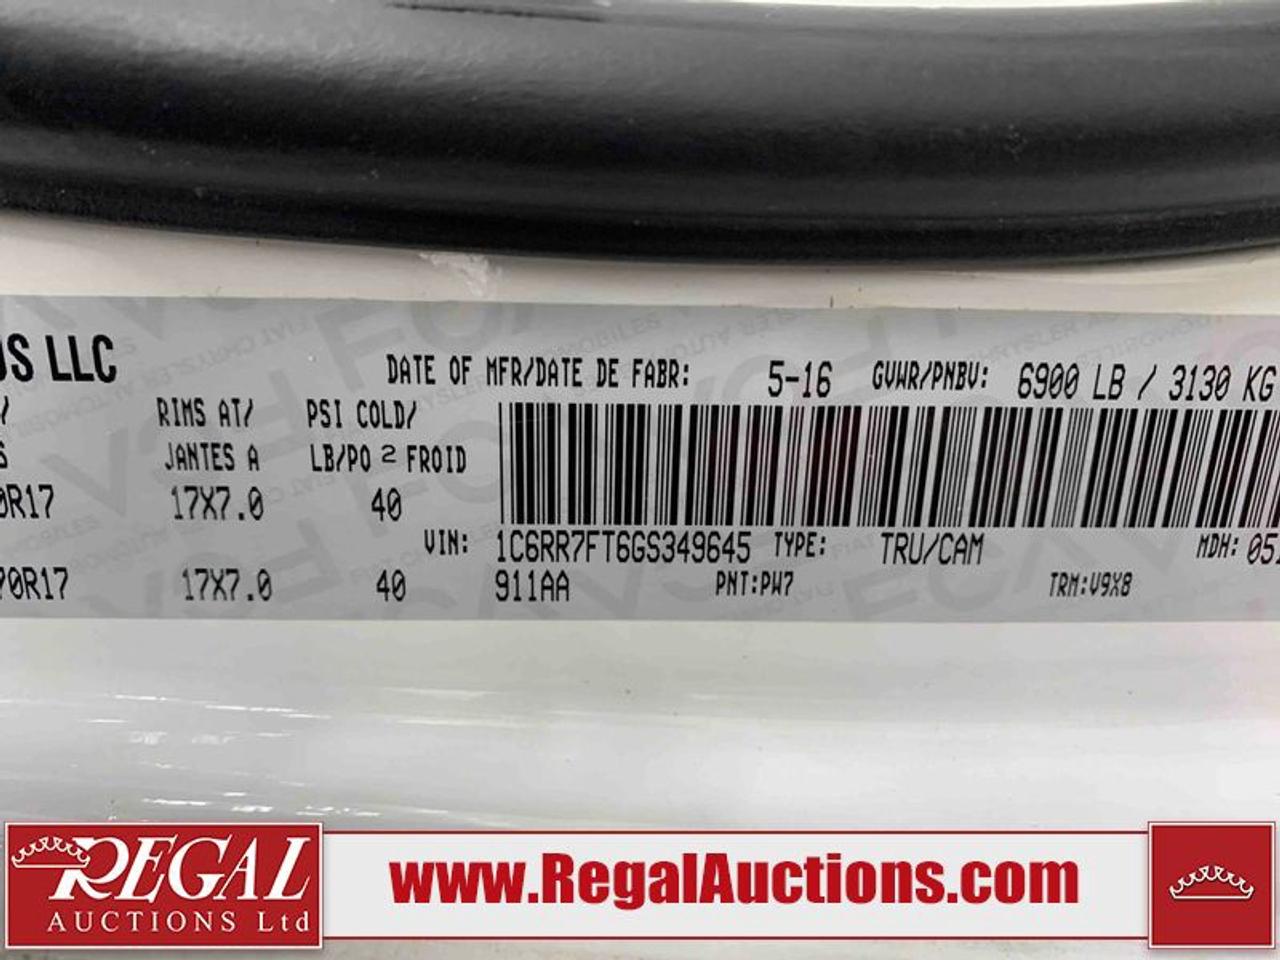 US LLC
DATE OF MFR/DATE DE FABR: 5-16 GVWR/PNBV: 6900 LB / 3130 KG
RIMS AT/ PSI COLD/
JANTES A LB/PO 2 FROID
0R17 17X7.0 40
VIN: 1C6RR7FT6GS349645 TYPE: TRU/CAM MDH: 051
70R17 17X7.0 40 911AA PNT:PW7 TRM:V9X8
REGAL
AUCTIONS Ltd
www.RegalAuctions.com